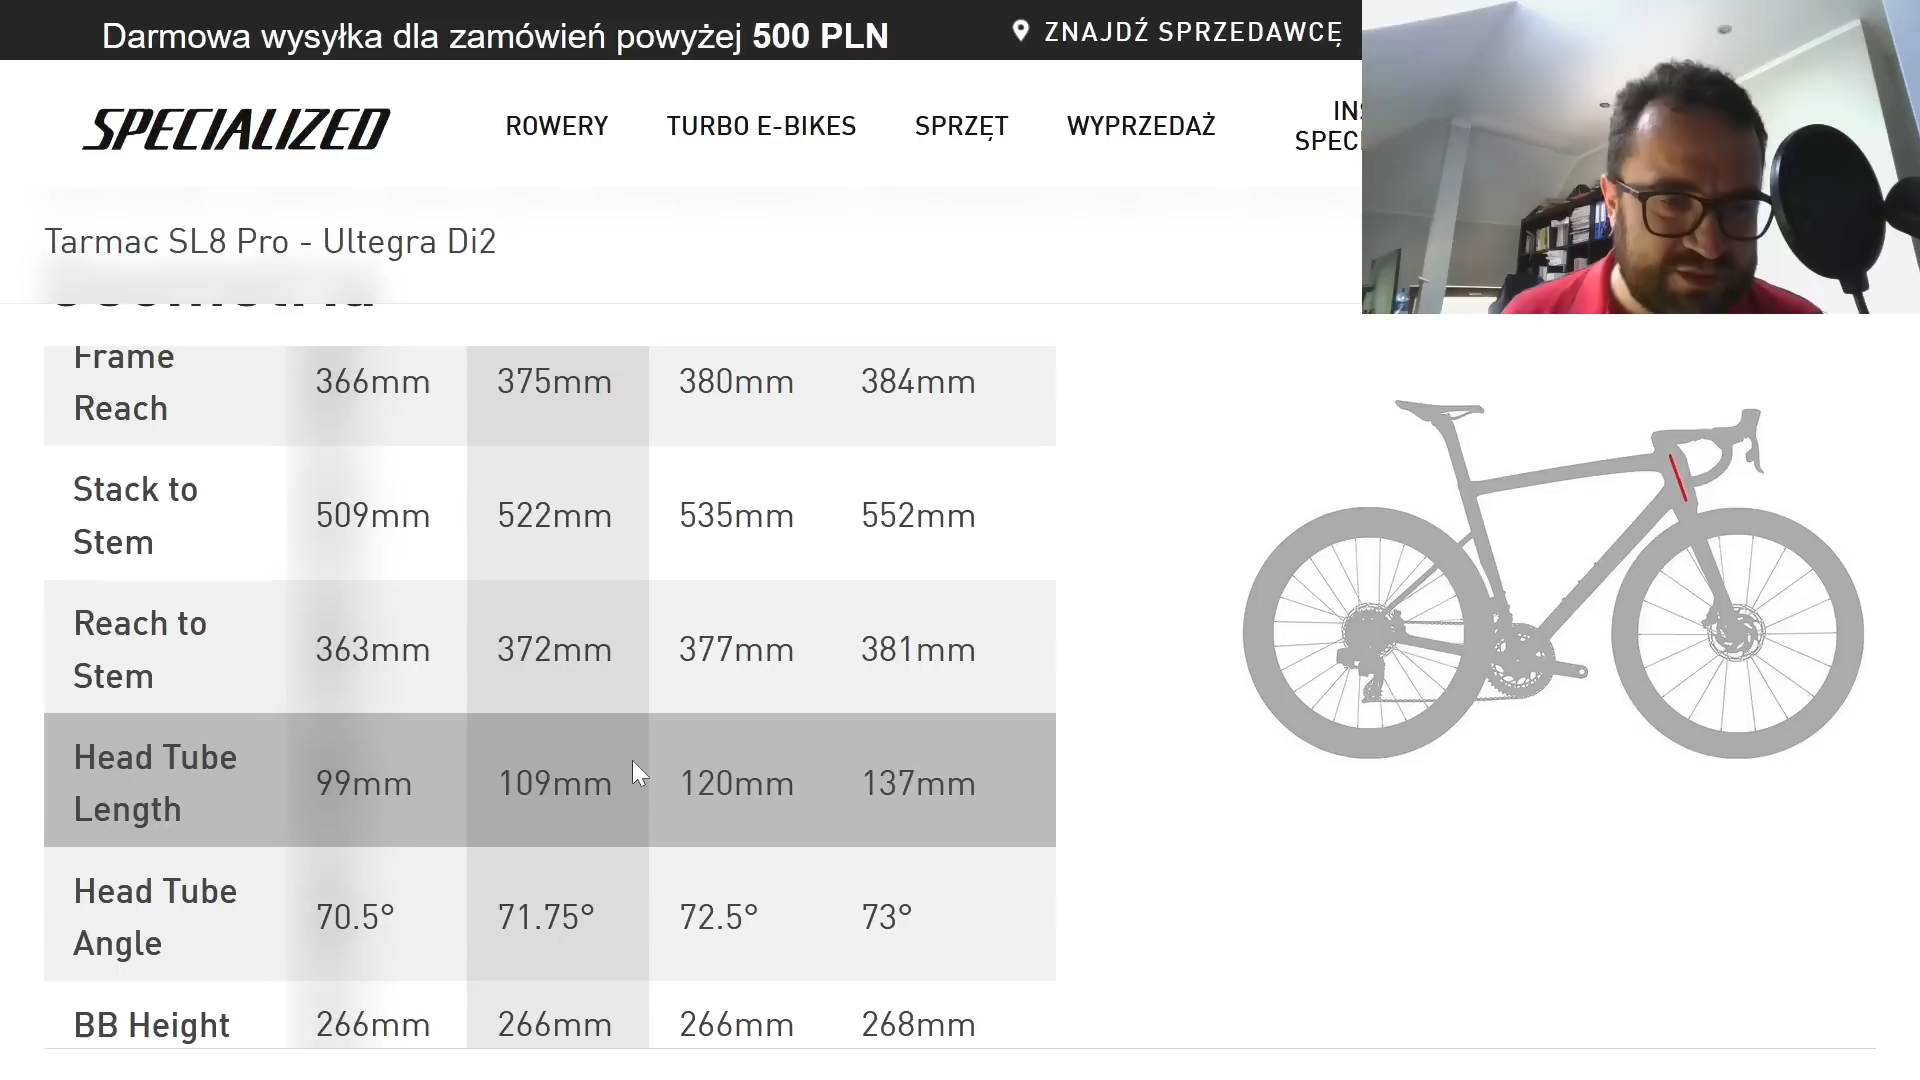 Darmowa wysyłka dla zamówień powyżej 500 PLN
ZNAJDŹ SPRZEDAWCĘ
SPECIALIZED
ROWERY TURBO E-BIKES SPRZĘT WYPRZEDAŻ
Tarmac SL8 Pro - Ultegra Di2
Frame Reach 366mm 375mm 380mm 384mm
Stack to Stem 509mm 522mm 535mm 552mm
Reach to Stem 363mm 372mm 377mm 381mm
Head Tube Length 99mm 109mm 120mm 137mm
Head Tube Angle 70.5° 71.75° 72.5° 73°
BB Height 266mm 266mm 266mm 268mm